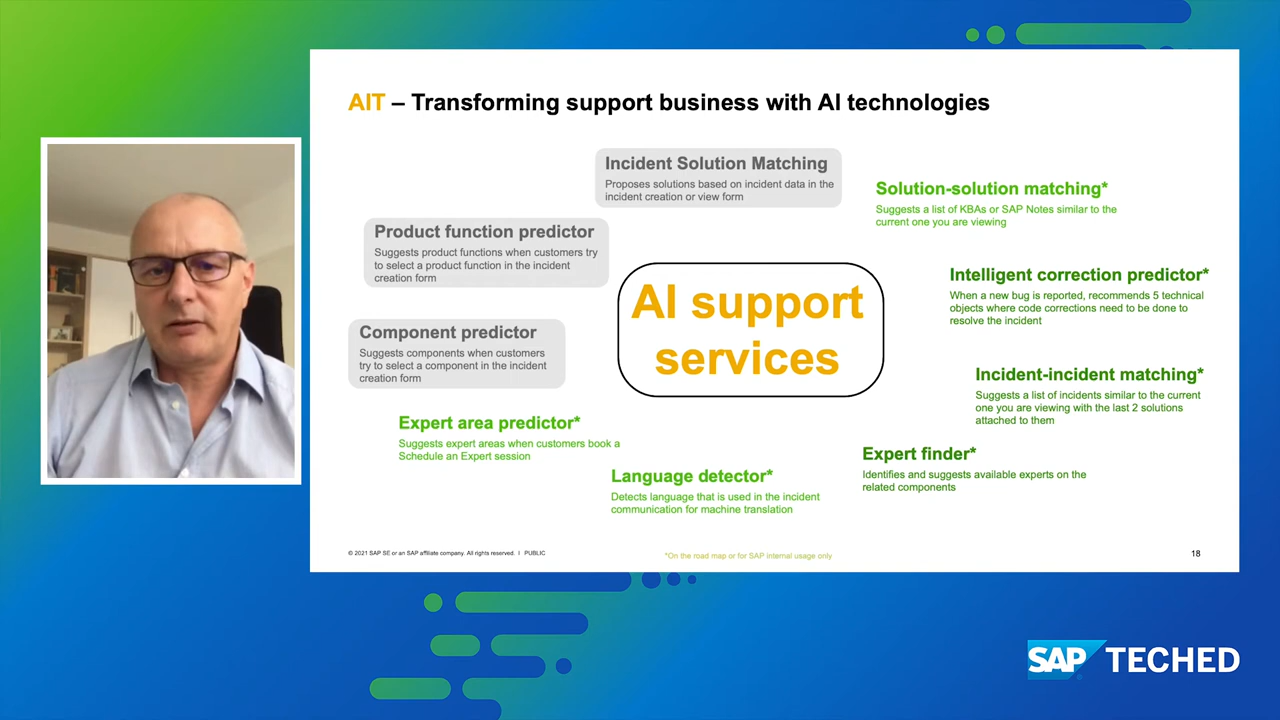 AIT – Transforming support business with AI technologies
Incident Solution Matching
Proposes solutions based on incident data in the
incident creation or view form
Solution-solution matching*
Suggests a list of KBAs or SAP Notes similar to the
current one you are viewing
Product function predictor
Suggests product functions when customers try
to select a product function in the incident
creation form
Intelligent correction predictor*
When a new bug is reported, recommends 5 technical
objects where code corrections need to be done to
resolve the incident
AI support
services
Component predictor
Suggests components when customers
try to select a component in the incident
creation form
Incident-incident matching*
Suggests a list of incidents similar to the current
one you are viewing with the last 2 solutions
attached to them
Expert area predictor*
Suggests expert areas when customers book a
Schedule an Expert session
Language detector*
Detects language that is used in the incident
communication for machine translation
Expert finder*
Identifies and suggests available experts on the
related components
© 2021 SAP SE or an SAP affiliate company. All rights reserved. I PUBLIC
*On the road map or for SAP internal usage only
18
SAP TECHED